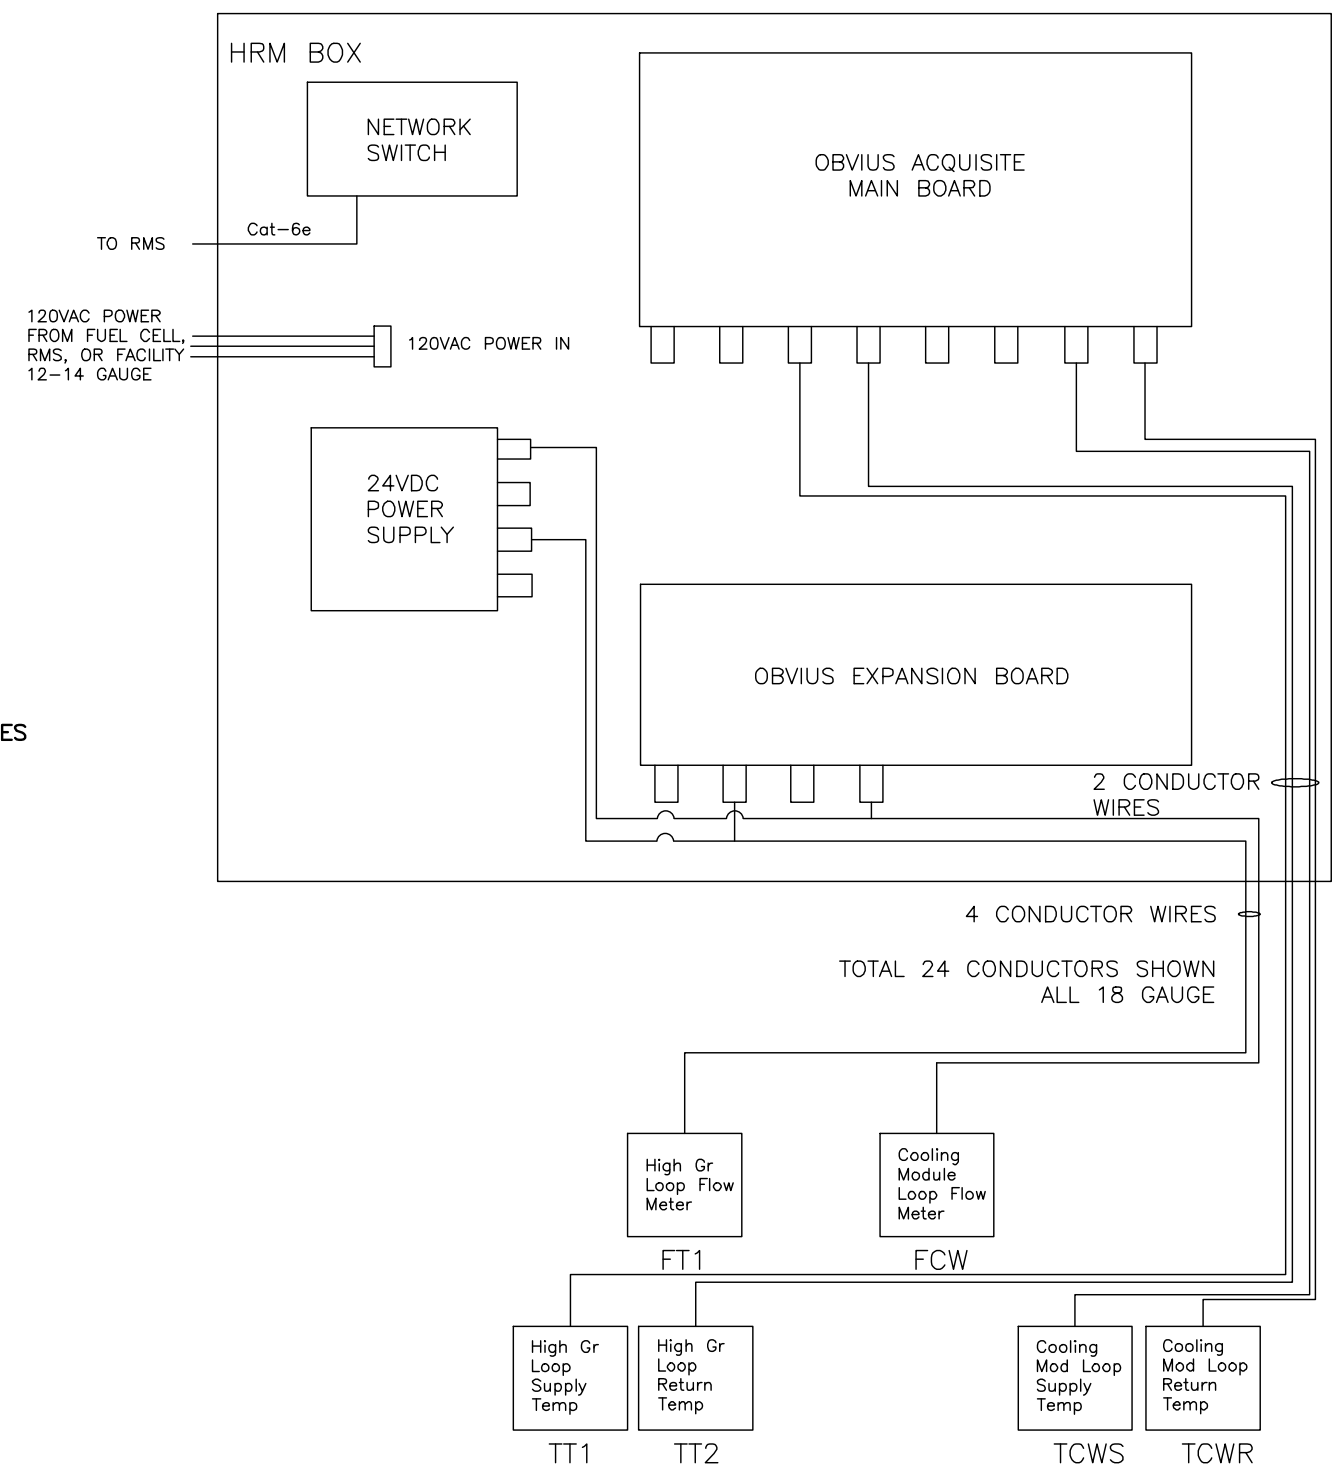 HRM BOX
NETWORK
SWITCH
OBVIUS ACQUISITE
MAIN BOARD
Cat-6e
TO RMS
120VAC POWER
FROM FUEL CELL,
RMS, OR FACILITY
12-14 GAUGE
120VAC POWER IN
24VDC
POWER
SUPPLY
OBVIUS EXPANSION BOARD
ES
2 CONDUCTOR
WIRES
4 CONDUCTOR WIRES
TOTAL 24 CONDUCTORS SHOWN
ALL 18 GAUGE
High Gr
Loop Flow
Meter
FT1
Cooling
Module
Loop Flow
Meter
FCW
High Gr
Loop
Supply
Temp
TT1
High Gr
Loop
Return
Temp
TT2
Cooling
Mod Loop
Supply
Temp
TCWS
Cooling
Mod Loop
Return
Temp
TCWR